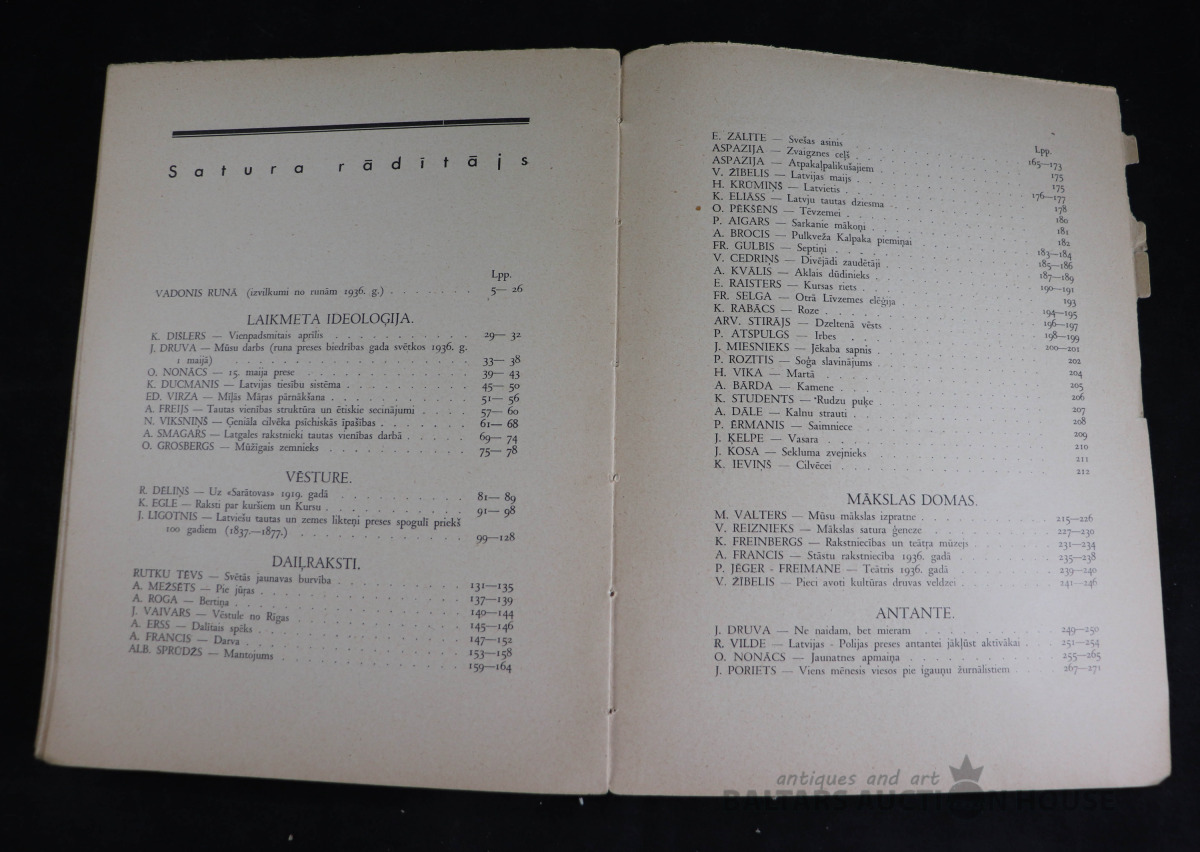 Satura rādītājs
Lpp.
VADONIS RUNĀ (izvilkumi no runām 1936. g.) 5—26
LAIKMETA IDEOLOĢIJA.
K. DIŠLERS — Vienpadsmitais aprīlis 29—32
J. DRUVA — Mūsu darbs (runa preses biedrības gada svētkos 1936. g.
1 maijā) 33—38
O. NONĀCS — 15. maija prese 39—43
K. DUCMANIS — Latvijas tiesību sistēma 45—50
ED. VIRZA — Mīļās Māŗas pārnākšana 51—56
A. FREIJS — Tautas vienības struktūra un ētiskie secinājumi 57—60
N. VIKSNIŅŠ — Ģeniāla cilvēka psīchiskās īpašības 61—68
A. SMAGARS — Latgales rakstnieki tautas vienības darbā 69—74
O. GROSBERGS — Mūžīgais zemnieks 75—78
VĒSTURE.
R. DĒLIŅŠ — Uz «Sarātovas» 1919. gadā 81—89
K. EGLE — Raksti par kuršiem un Kursu 91—98
J. LĪGOTNIS — Latviešu tautas un zemes likteņi preses spogulī priekš
100 gadiem (1837.—1877.) 99—128
DAIĻRAKSTI.
RUTKU TĒVS — Svētās jaunavas burvība 131—135
A. MEŽSĒTS — Pie jūŗas 137—139
A. ROGA — Bertiņa 140—144
J. VAIVARS — Vēstule no Rīgas 145—146
A. ERSS — Dalītais spēks 147—152
A. FRANCIS — Darva 153—158
ALB. SPRŪDŽS — Mantojums 159—164
Lpp.
E. ZĀLĪTE — Svešas asinis 165—173
ASPAZIJA — Zvaigznes ceļš 175
ASPAZIJA — Atpakaļpalikušajiem 175
V. ŽĪBELIS — Latvijas maijs 176—177
H. KRŪMIŅŠ — Latvietis 178
K. ELIĀSS — Latvju tautas dziesma 180
O. PĒKŠĒNS — Tēvzemei 181
P. AIGARS — Sarkanie mākoņi 182
A. BROCIS — Pulkveža Kalpaka piemiņai 183—184
FR. GULBIS — Septiņi 185—186
V. CEDRIŅŠ — Divējādi zaudētāji 187—189
A. KVĀLIS — Aklais dūdinieks 190—191
E. RAISTERS — Kursas riets 193
FR. SELGA — Otrā Līvzemes elēģija 194—195
K. RABĀCS — Roze 196—197
ARV. STIRĀJS — Dzeltenā vēsts 198—199
P. ATSPULGS — Irbes 200—201
J. MIESNIEKS — Jēkaba sapnis 202
P. ROZĪTIS — Soģa slavinājums 204
H. VIKA — Martā 205
A. BĀRDA — Kamene 206
K. STUDENTS — Rudzu puķe 207
A. DĀLE — Kalnu strauti 208
P. ĒRMANIS — Saimniece 209
J. ĶELPE — Vasara 210
J. KOSA — Sekluma zvejnieks 211
K. IEVIŅŠ — Cilvēcei 212
MĀKSLAS DOMAS.
M. VALTERS — Mūsu mākslas izpratne 215—226
V. REIZNIEKS — Mākslas satura ģeneze 227—230
K. FREINBERGS — Rakstniecības un teātŗa mūzejs 231—234
A. FRANCIS — Stāstu rakstniecība 1936. gadā 235—238
P. JĒGER - FREIMANE — Teātris 1936. gadā 239—240
V. ŽĪBELIS — Pieci avoti kultūras druvas veldzei 241—246
ANTANTE.
J. DRUVA — Ne naidam, bet mieram 249—250
R. VILDE — Latvijas - Polijas preses antantei jākļūst aktīvākai 251—254
O. NONĀCS — Jaunatnes apmaiņa 255—265
J. PORIETS — Viens mēnesis viesos pie igauņu žurnālistiem 267—271
antiques and art
BALTARS AUCTION HOUSE